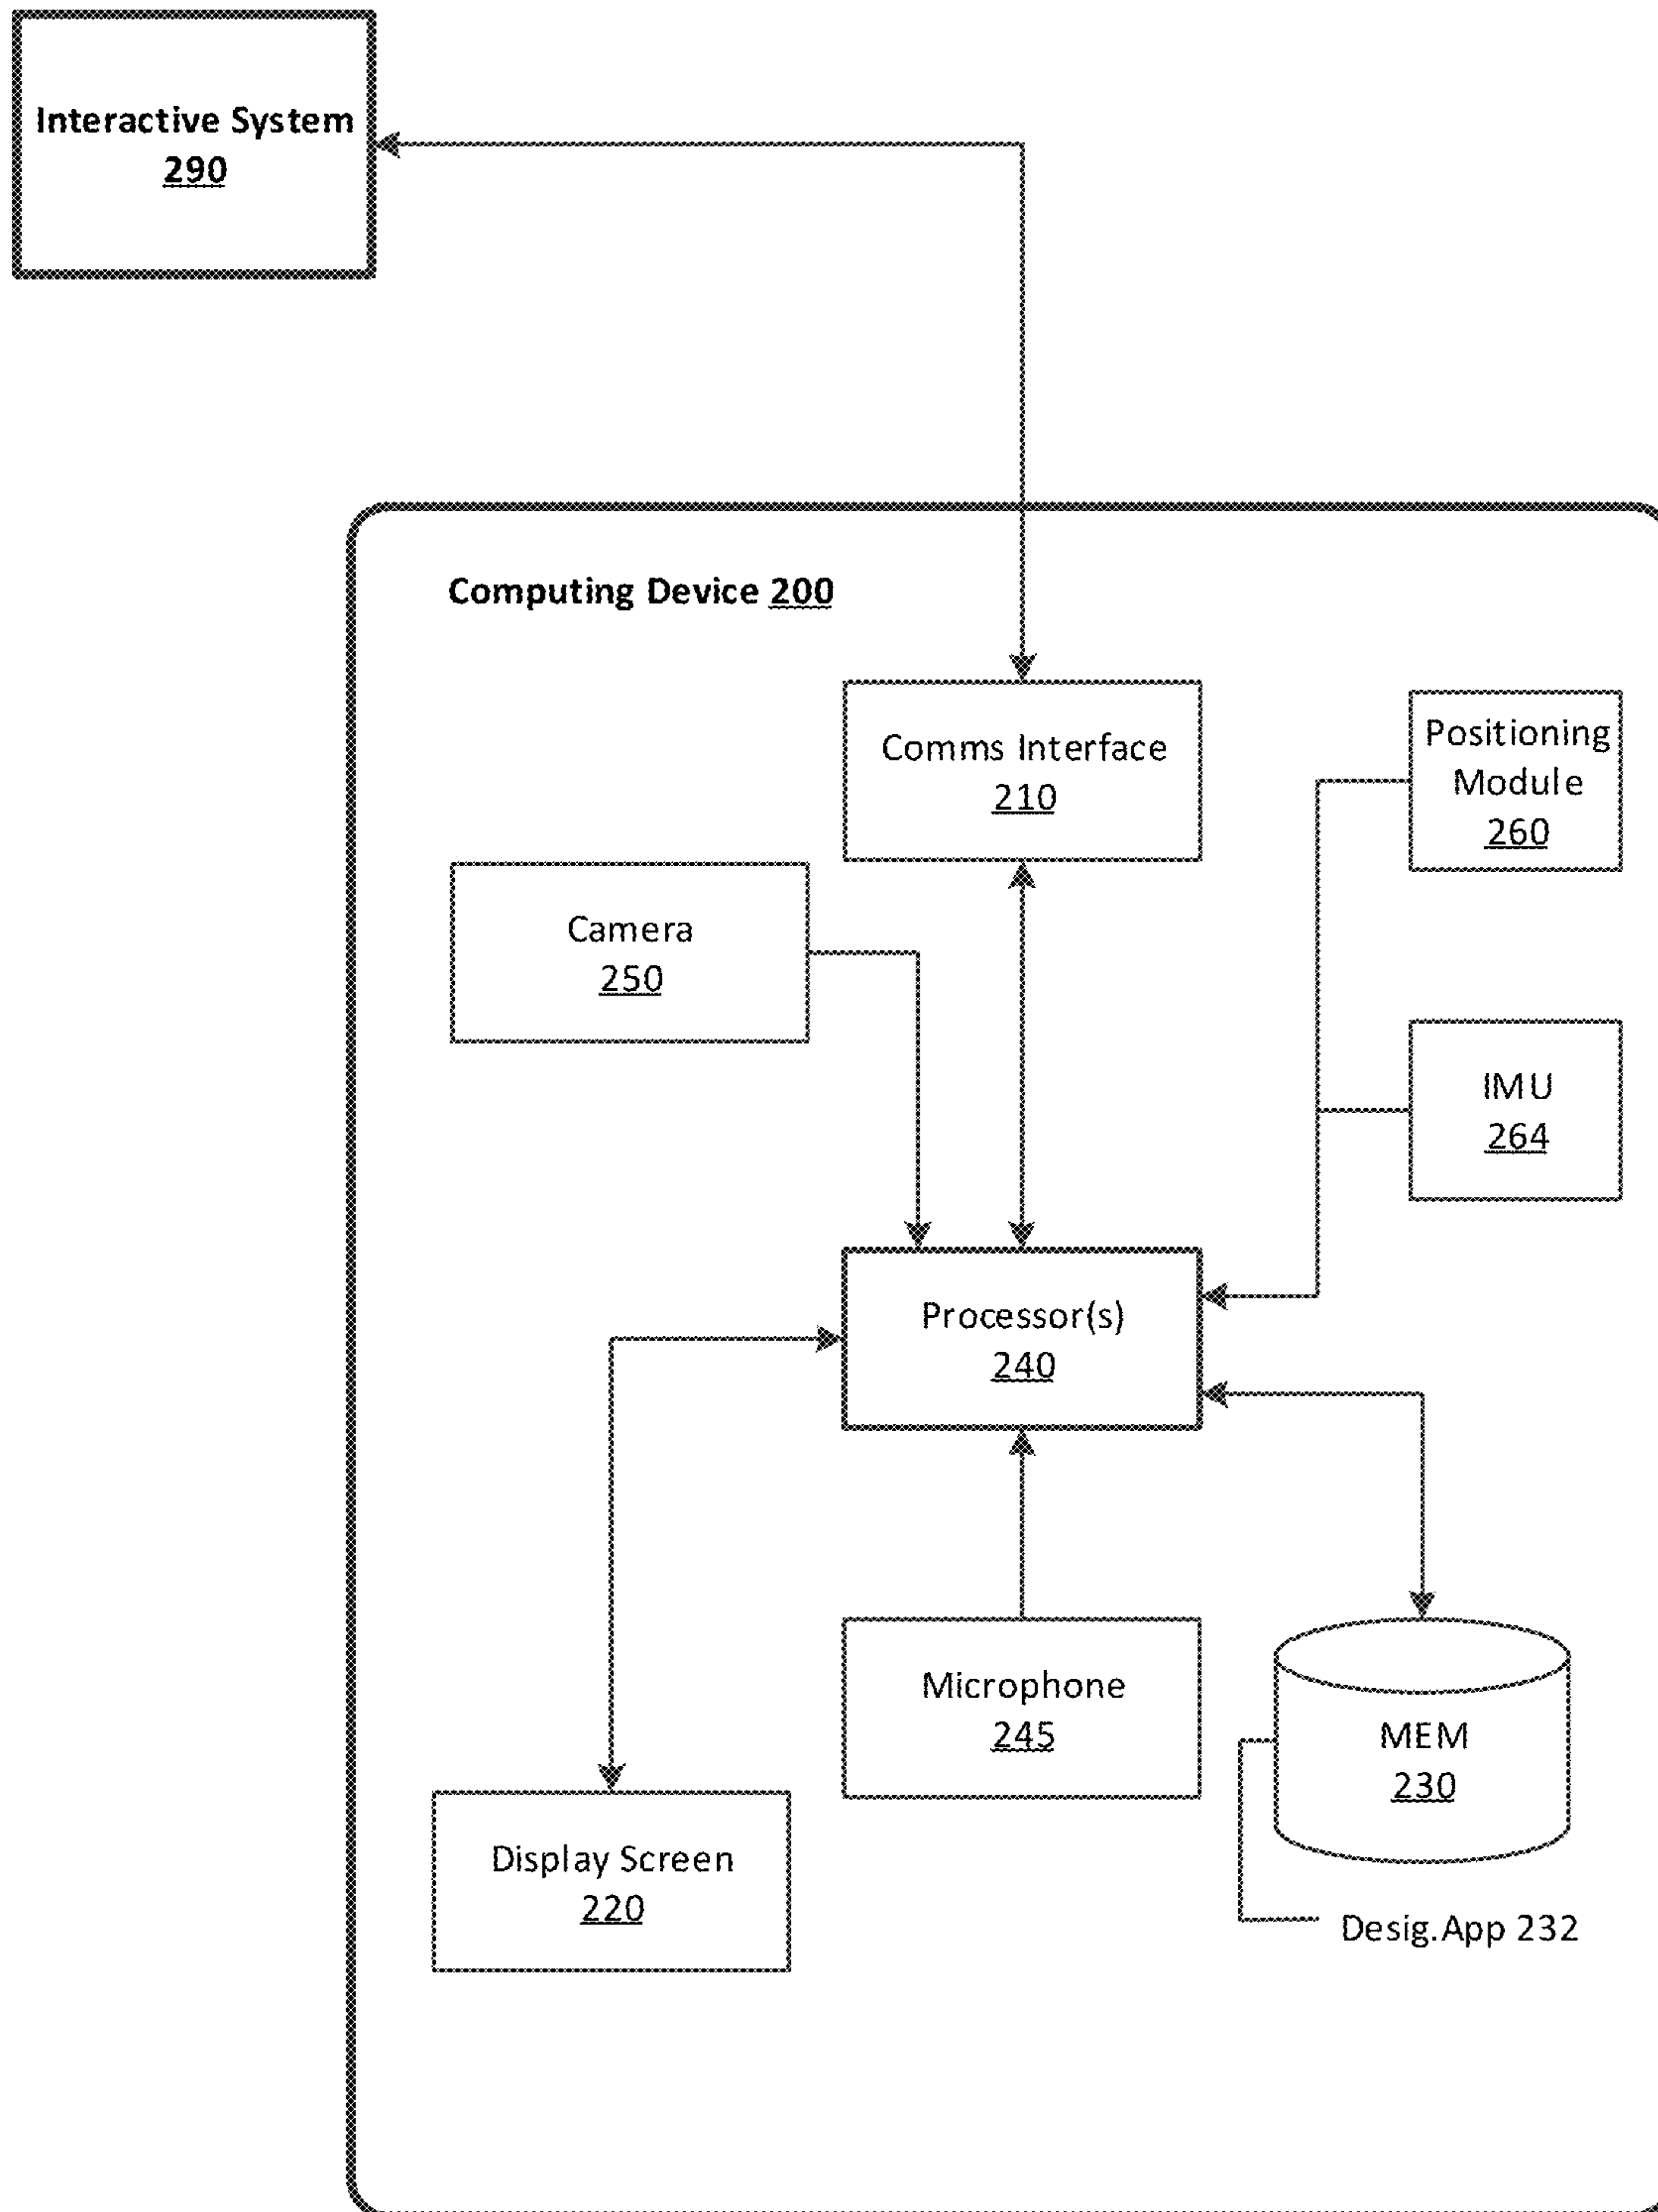 Interactive System
290
Computing Device 200
Comms Interface
210
Positioning
Module
260
Camera
250
IMU
264
Processor(s)
240
Microphone
245
MEM
230
Display Screen
220
Desig.App 232